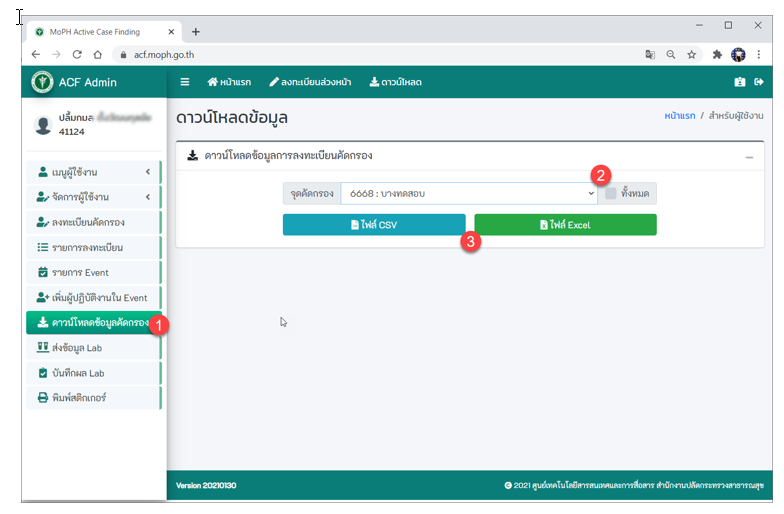 MoPH Active Case Finding
acf.moph.go.th
ACF Admin
หน้าแรก ลงทะเบียนล่วงหน้า ดาวน์โหลด
ปลื้มกมล
41124
ดาวน์โหลดข้อมูล
หน้าแรก / สำหรับผู้ใช้งาน
ดาวน์โหลดข้อมูลการลงทะเบียนคัดกรอง
จุดคัดกรอง 6668 : บางทดสอบ ทั้งหมด
2
ไฟล์ CSV ไฟล์ Excel
3
เมนูผู้ใช้งาน
จัดการผู้ใช้งาน
ลงทะเบียนคัดกรอง
รายการลงทะเบียน
รายการ Event
เพิ่มผู้ปฏิบัติงานใน Event
ดาวน์โหลดข้อมูลคัดกรอง 1
ส่งข้อมูล Lab
บันทึกผล Lab
พิมพ์สติกเกอร์
Version 20210130
© 2021 ศูนย์เทคโนโลยีสารสนเทศและการสื่อสาร สำนักงานปลัดกระทรวงสาธารณสุข